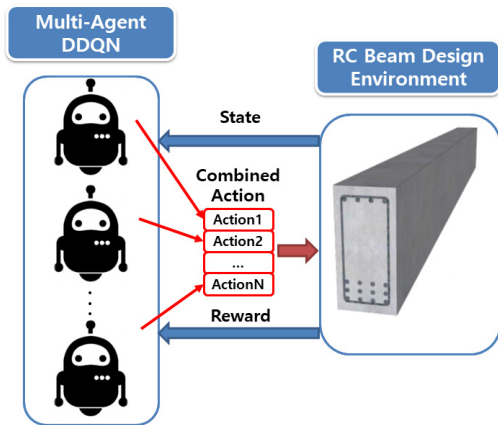 Multi-Agent
DDQN
RC Beam Design
Environment
State
Combined
Action
Action1
Action2
...
ActionN
Reward